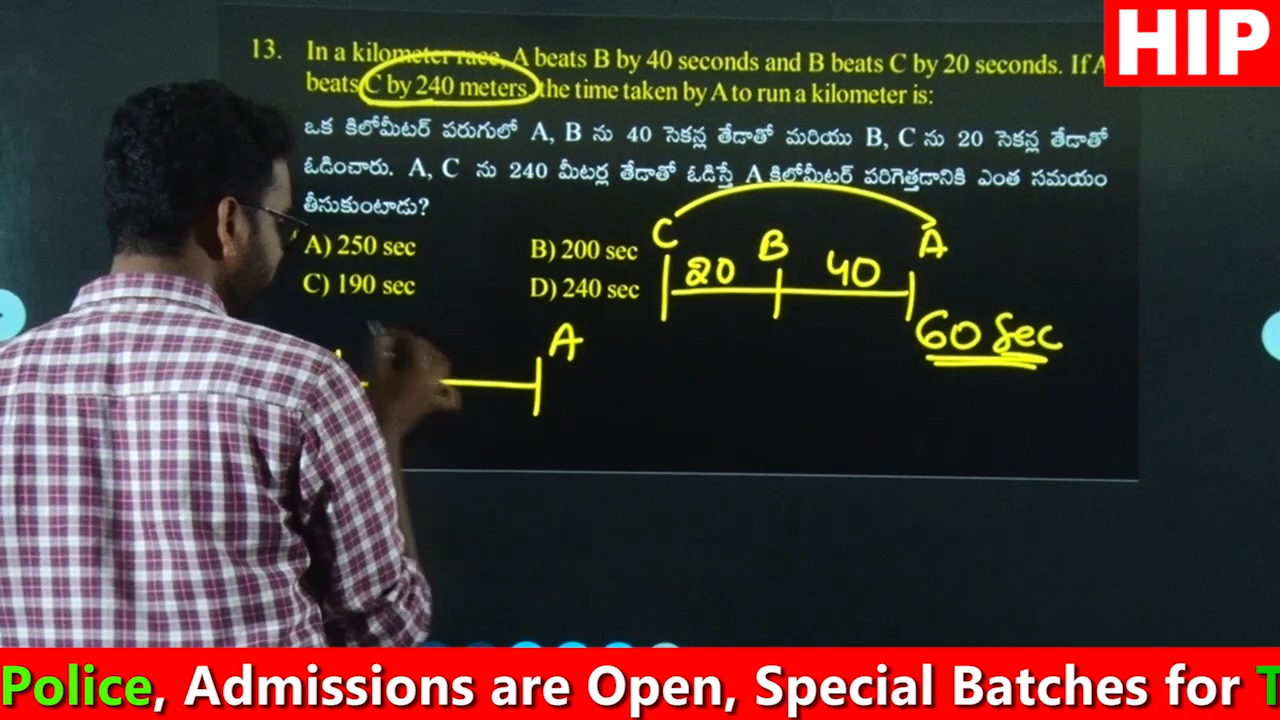 HIP
13. In a kilometer race, A beats B by 40 seconds and B beats C by 20 seconds. If A
beats C by 240 meters, the time taken by A to run a kilometer is:
ఒక కిలోమీటర్ పరుగులో A, B ను 40 సెకన్ల తేడాతో మరియు B, C ను 20 సెకన్ల తేడాతో
ఓడించారు. A, C ను 240 మీటర్ల తేడాతో ఓడిస్తే A కిలోమీటర్ పరిగెత్తడానికి ఎంత సమయం
తీసుకుంటాడు?
A) 250 sec B) 200 sec
C) 190 sec D) 240 sec
C B A
20 40
60 Sec
A
Police, Admissions are Open, Special Batches for T